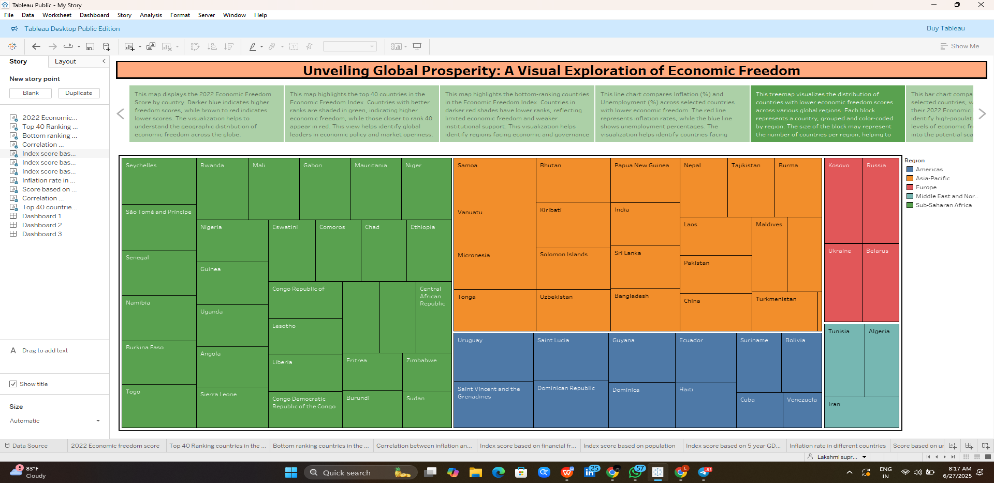 Tableau Public - My Story
File Data Worksheet Dashboard Story Analysis Format Server Window Help
Tableau Desktop Public Edition
Buy Tableau
Show Me
Story Layout
New story point
Blank Duplicate
2022 Economic...
Top 40 Ranking ...
Bottom ranking...
Correlation ...
Index score bas...
Index score bas...
Index score bas...
Inflation rate in ...
Score based on ...
Correlation ...
Top 40 countrie
Dashboard 1
Dashboard 2
Dashboard 3
A Drag to add text
Show title
Size
Automatic
Unveiling Global Prosperity: A Visual Exploration of Economic Freedom
This map displays the 2022 Economic Freedom
Score by country. Darker blue indicates higher
freedom scores, while brown to red indicates
lower scores. The visualization helps to
understand the geographic distribution of
economic freedom across the globe.
This map highlights the top 40 countries in the
Economic Freedom Index. Countries with better
ranks are shaded in green, indicating higher
economic freedom, while those closer to rank 40
appear in red. This view helps identify global
leaders in economic policy and market openness.
This map highlights the bottom-ranking countries
in the Economic Freedom Index. Countries in
darker red shades have lower ranks, reflecting
limited economic freedom and weaker
institutional support. This visualization helps
identify regions facing economic and governance
This line chart compares Inflation (%) and
Unemployment (%) across selected countries
with lower economic freedom. The red line
represents inflation rates, while the blue line
shows unemployment percentages. The
visualization helps identify countries facing
This treemap visualizes the distribution of
countries with lower economic freedom scores
across various global regions. Each block
represents a country, grouped and color-coded
by region. The size of the block may represent
the number of countries per region, helping to
This bar chart compa
selected countries, w
their 2022 Economic
identify high-populat
levels of economic fr
into the potential imp
Seychelles
São Tomé and Príncipe
Senegal
Namibia
Burkina Faso
Togo
Rwanda
Mali
Gabon
Mauritania
Niger
Nigeria
Guinea
Uganda
Angola
Sierra Leone
Eswatini
Comoros
Chad
Ethiopia
Congo Republic of
Lesotho
Liberia
Congo Democratic
Republic of the Congo
Central
African
Republic
Eritrea
Burundi
Zimbabwe
Sudan
Samoa
Vanuatu
Micronesia
Tonga
Bhutan
Kiribati
Solomon Islands
Uzbekistan
Papua New Guinea
India
Sri Lanka
Bangladesh
Nepal
Tajikistan
Burma
Laos
Pakistan
China
Maldives
Turkmenistan
Uruguay
Saint Vincent and the
Grenadines
Saint Lucia
Dominican Republic
Guyana
Dominica
Ecuador
Haiti
Suriname
Bolivia
Cuba
Venezuela
Kosovo
Russia
Ukraine
Belarus
Tunisia
Algeria
Iran
Region
Americas
Asia-Pacific
Europe
Middle East and Nor
Sub-Saharan Africa
Data Source 2022 Economic freedom score Top 40 Ranking countries in the ... Bottom ranking countries in the ... Correlation between inflation an... Index score based on financial fr... Index score based on population Index score based on 5 year GD... Inflation rate in different countries Score based on ur
Lakshmi supr...
88°F
Cloudy
Quick search
ENG
IN
8:17 AM
6/27/2025